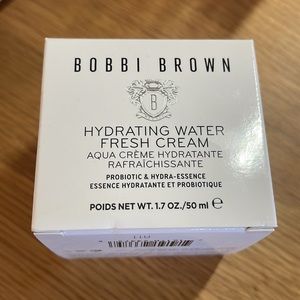 BOBBI BROWN
B
HYDRATING WATER
FRESH CREAM
AQUA CRÈME HYDRATANTE
RAFRAÎCHISSANTE
PROBIOTIC & HYDRA-ESSENCE
ESSENCE HYDRATANTE ET PROBIOTIQUE
POIDS NET WT. 1.7 OZ./50 ml ℮